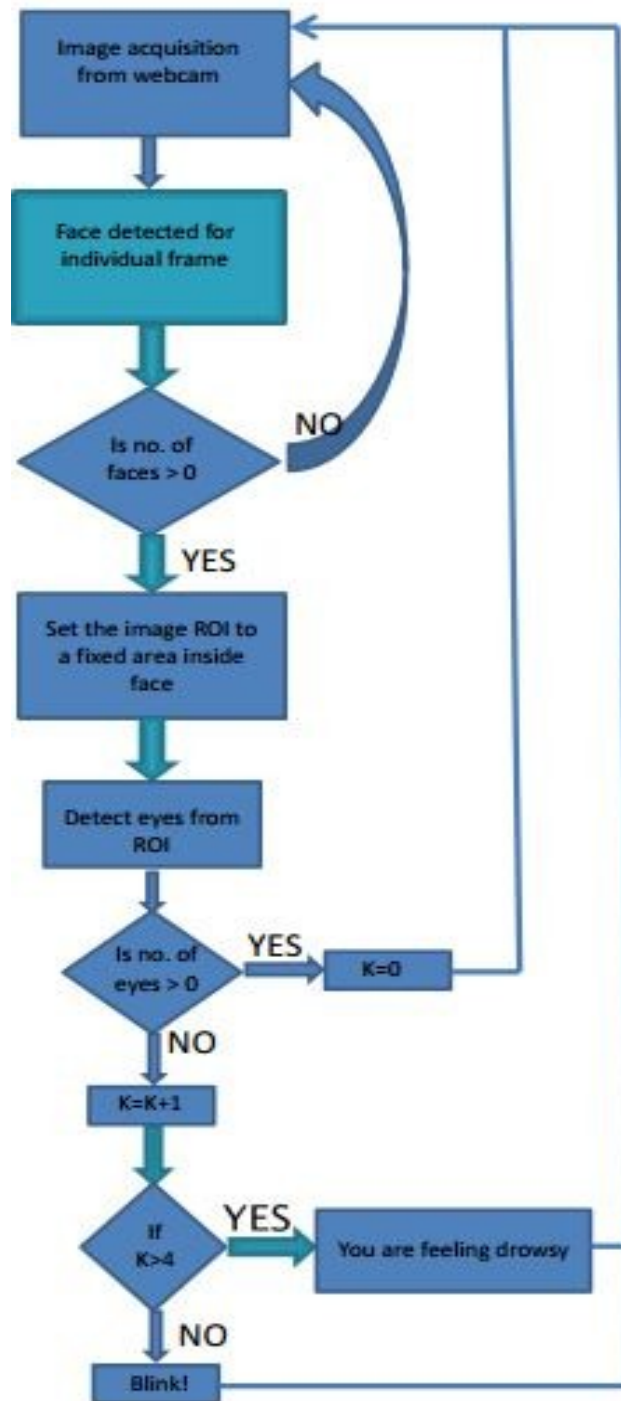 Image acquisition
from webcam
Face detected for
individual frame
Is no. of
faces > 0
NO
YES
Set the image ROI to
a fixed area inside
face
Detect eyes from
ROI
Is no. of
eyes > 0
YES
K=0
NO
K=K+1
If
K>4
YES
You are feeling drowsy
NO
Blink!